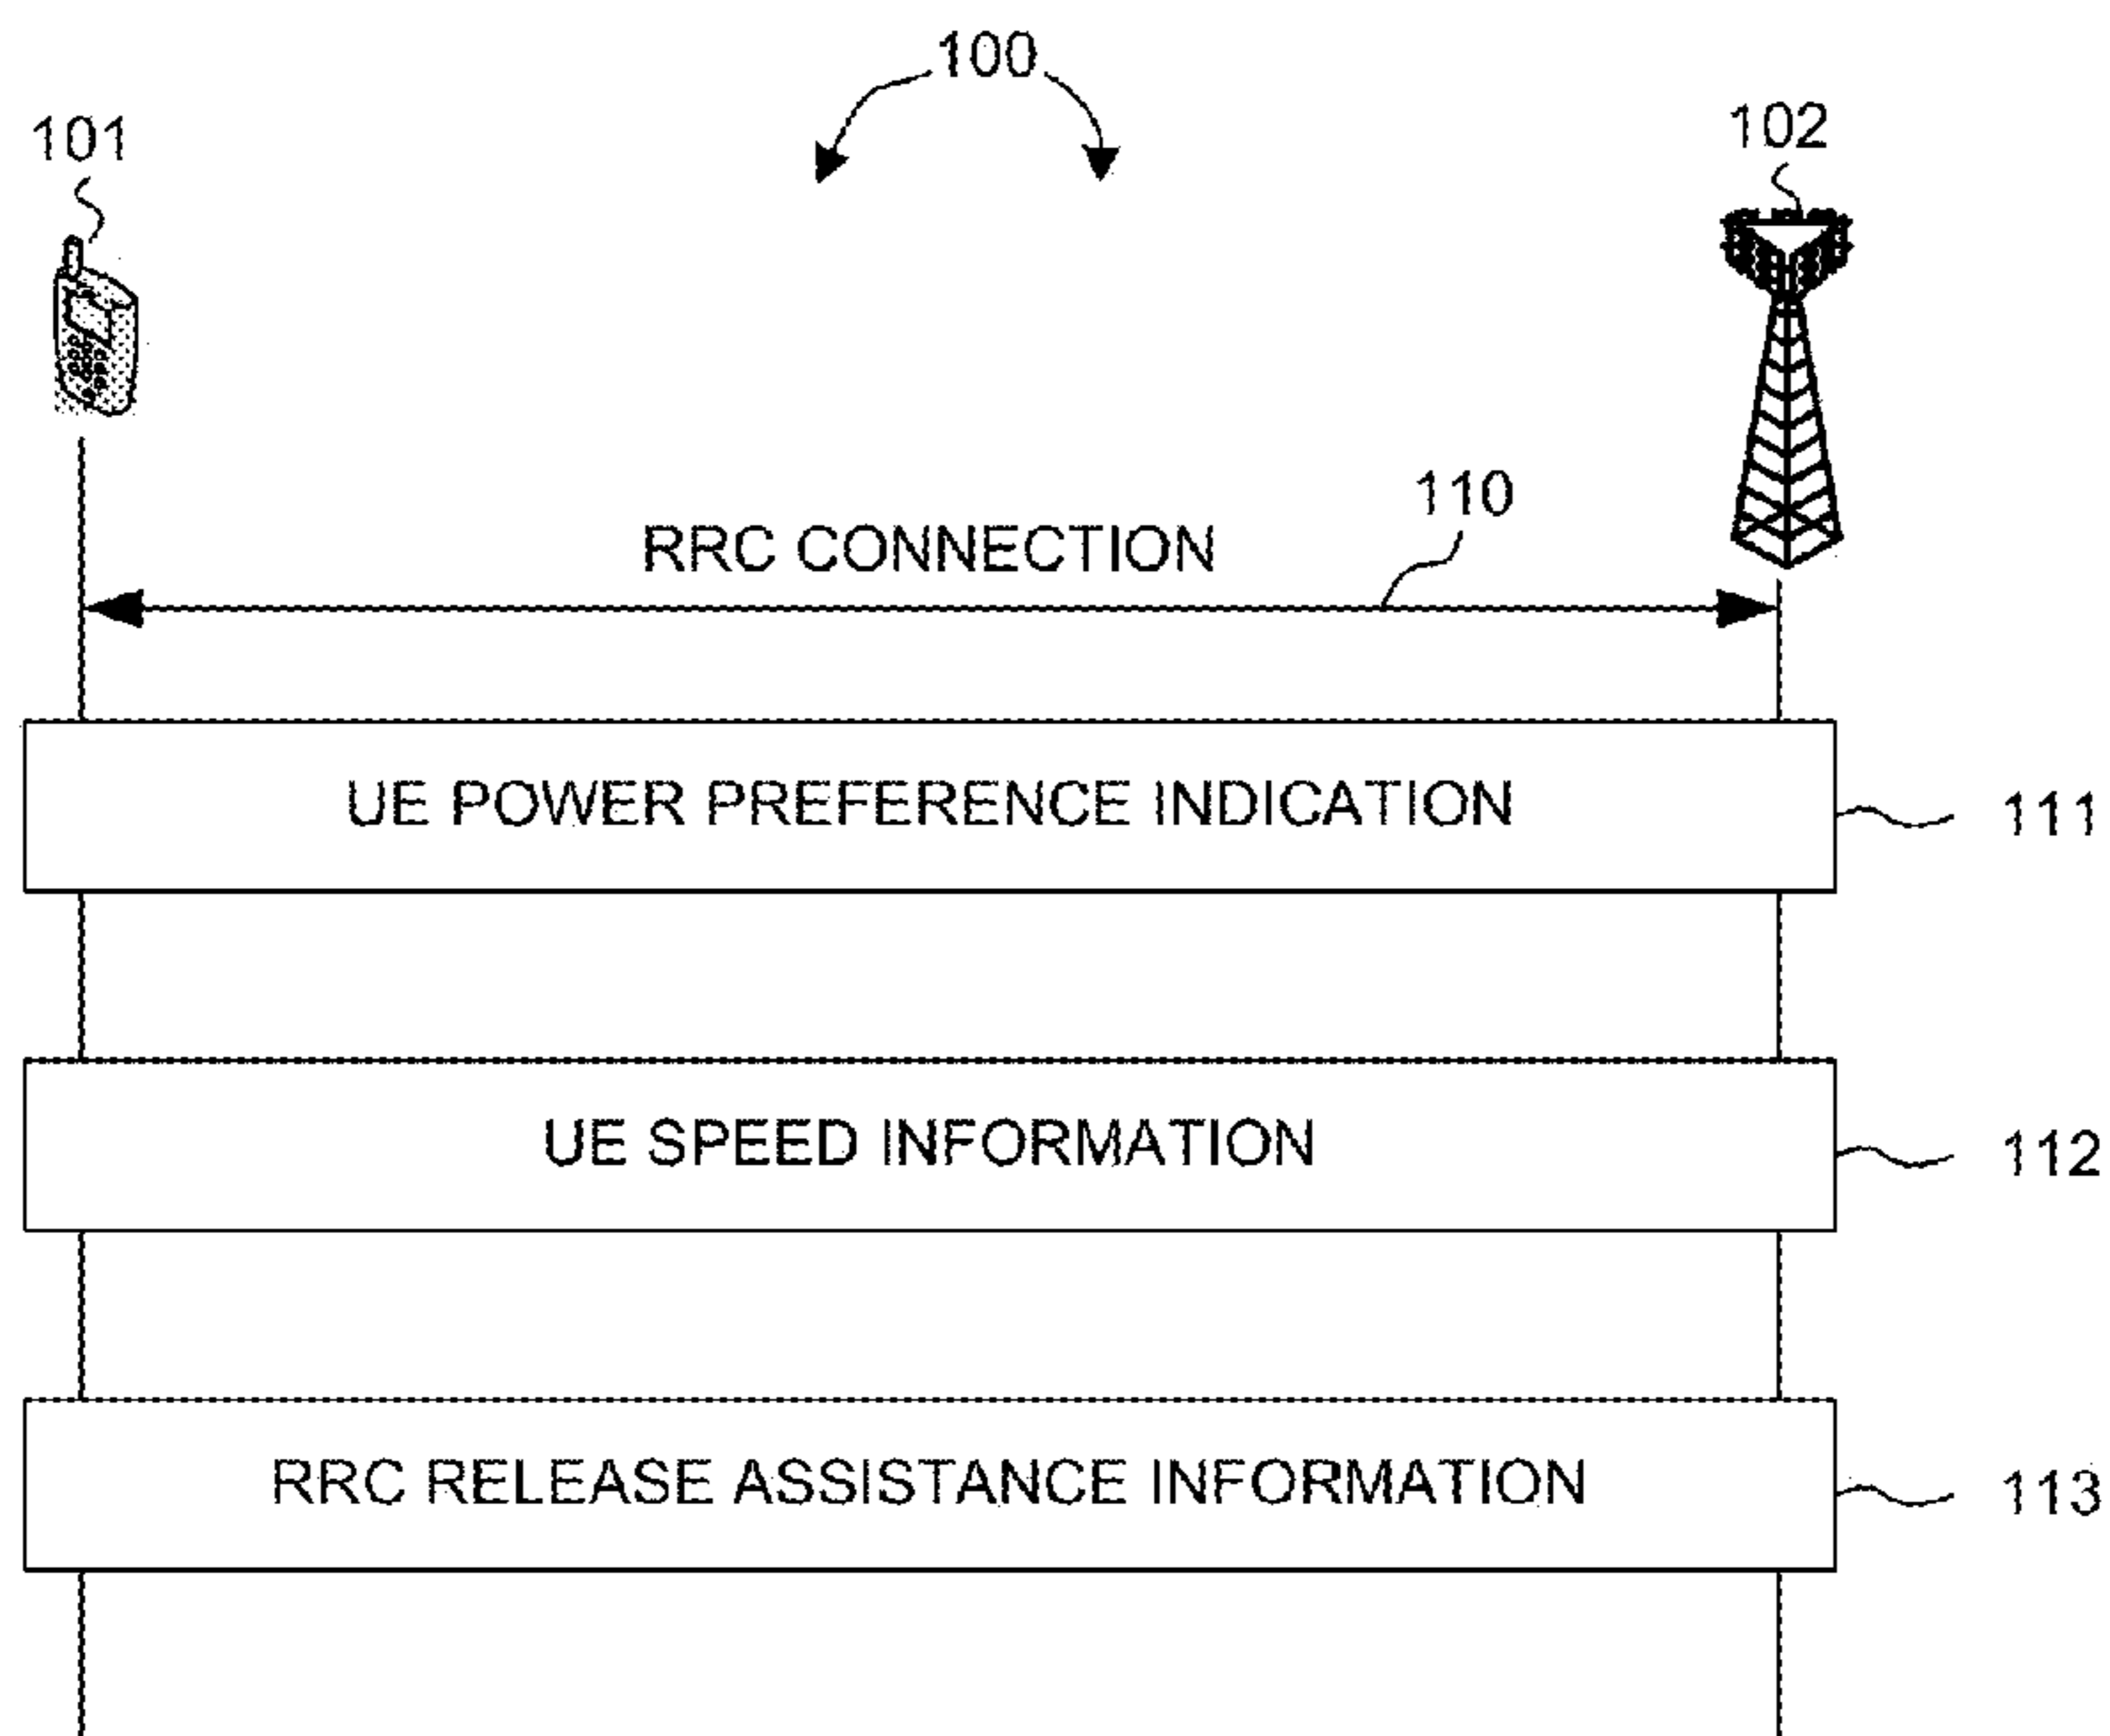 100
101
102
110
RRC CONNECTION
UE POWER PREFERENCE INDICATION
111
UE SPEED INFORMATION
112
RRC RELEASE ASSISTANCE INFORMATION
113